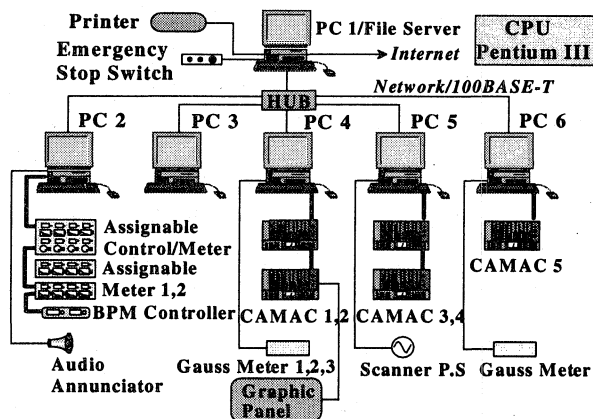 Printer
PC 1/File Server
CPU
Pentium III
Emergency
Stop Switch
Internet
Network/100BASE-T
HUB
PC 2
PC 3
PC 4
PC 5
PC 6
Assignable
Control/Meter
Assignable
Meter 1,2
BPM Controller
CAMAC 1,2
CAMAC 3,4
CAMAC 5
Audio
Annunciator
Gauss Meter 1,2,3
Scanner P.S
Gauss Meter
Graphic
Panel